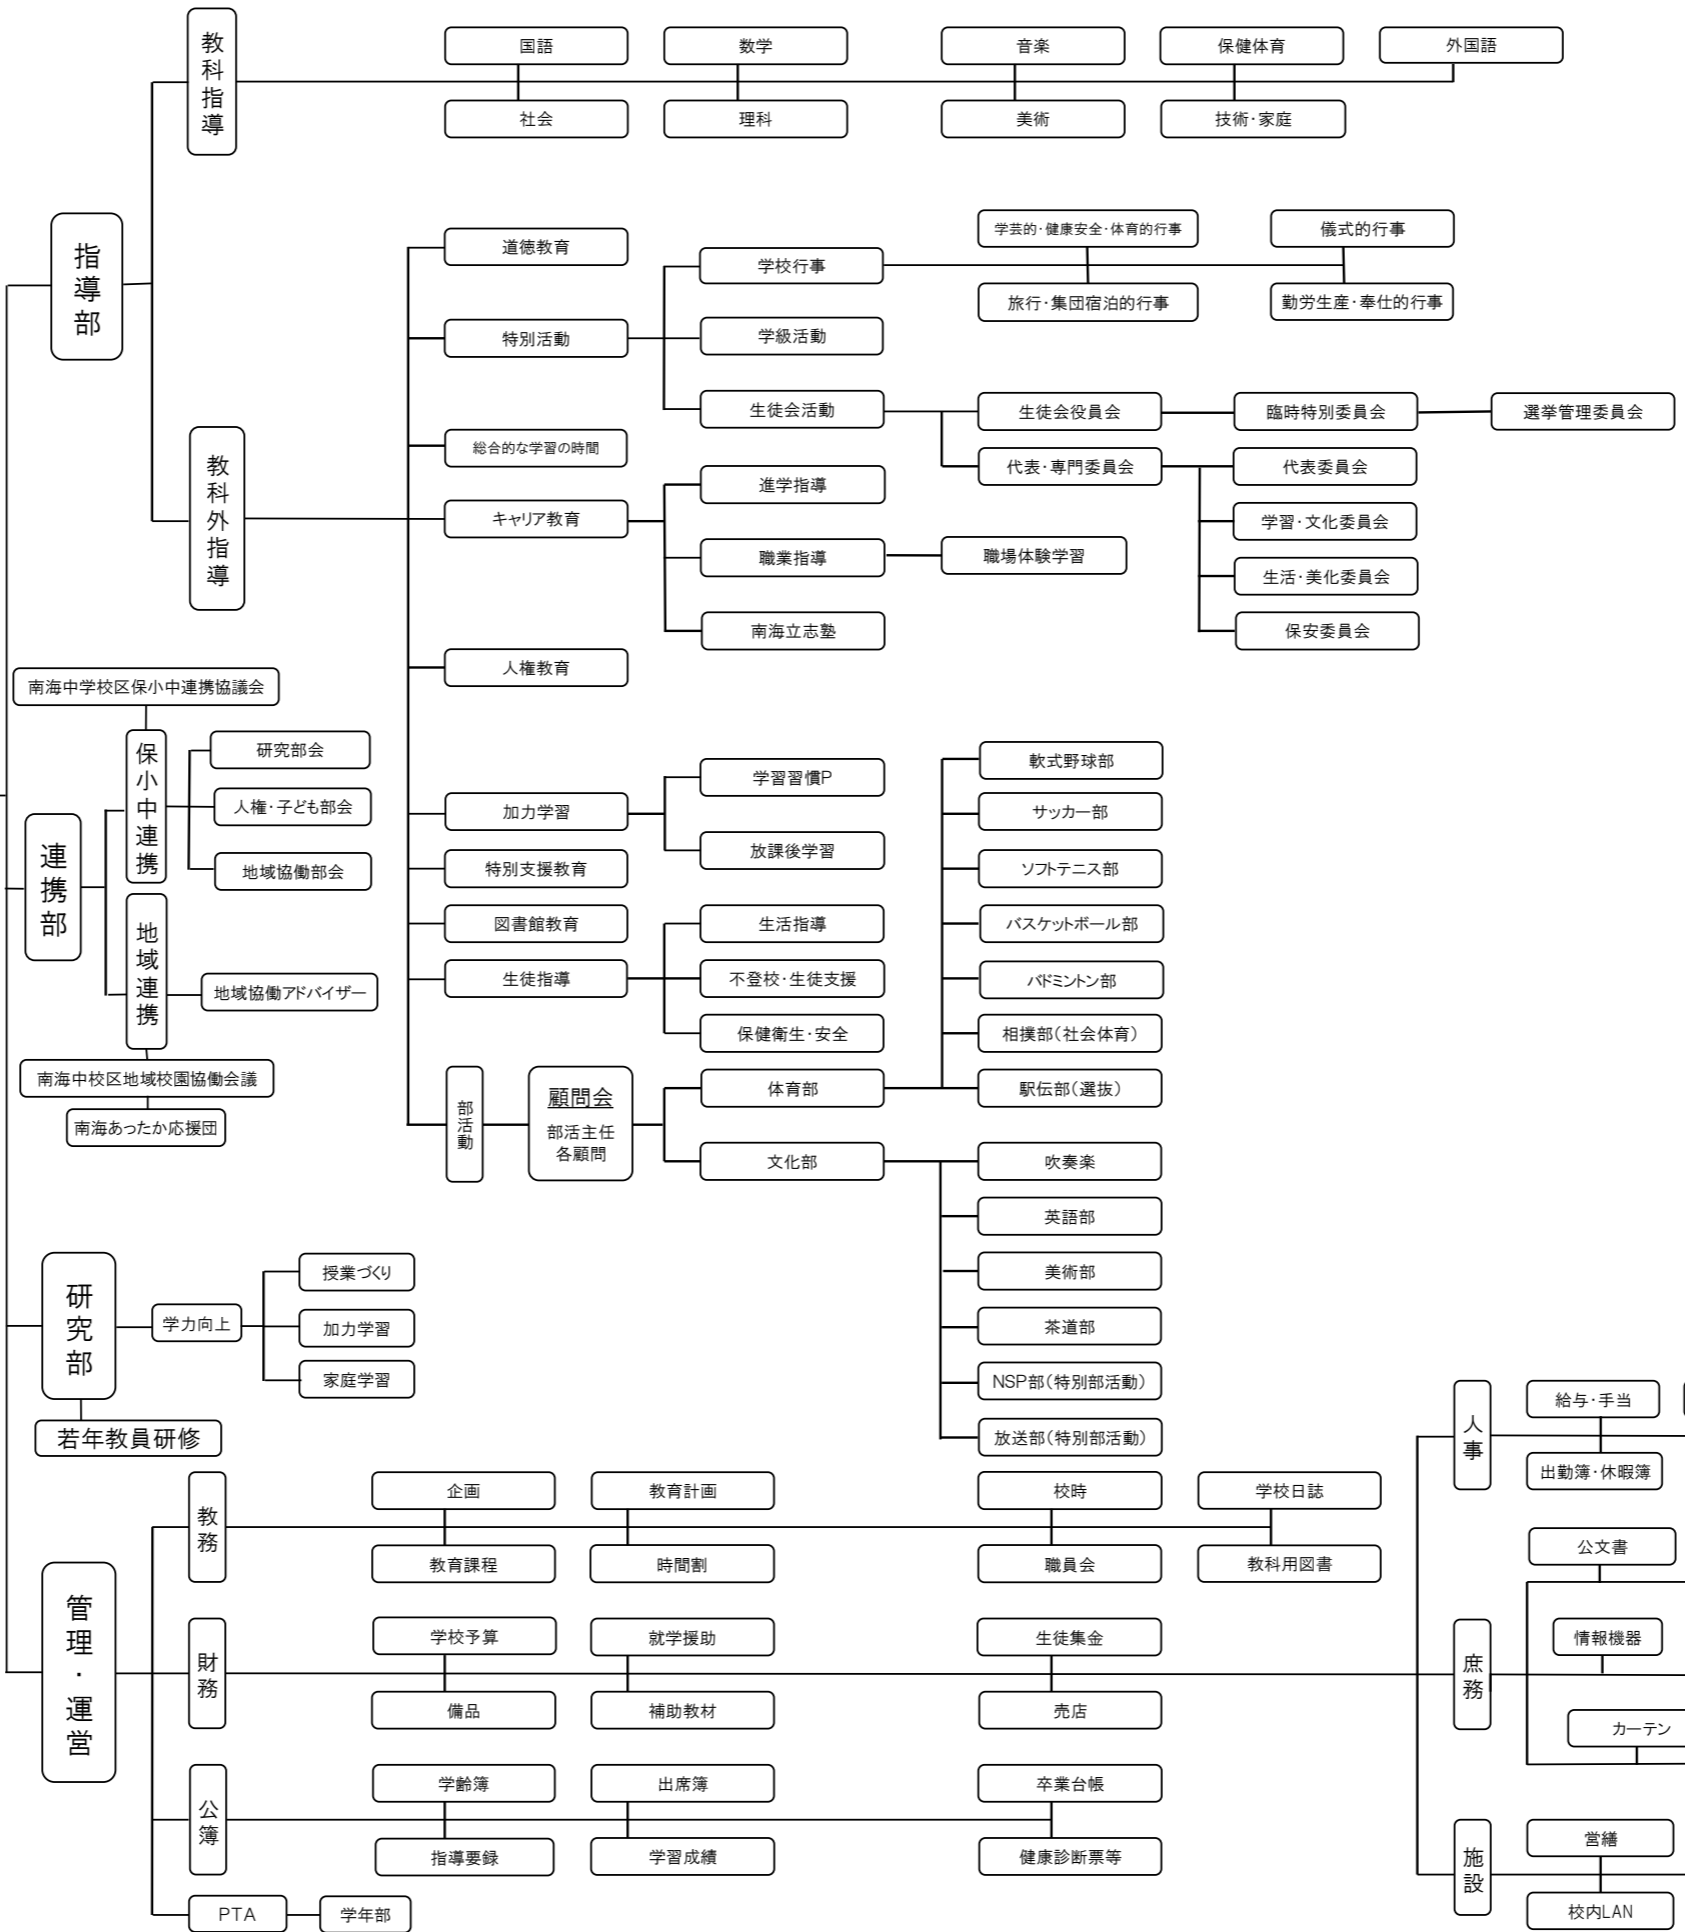 教科指導
国語
数学
音楽
保健体育
外国語
社会
理科
美術
技術・家庭
指導部
教科外指導
道徳教育
特別活動
学校行事
学芸的・健康安全・体育的行事
儀式的行事
旅行・集団宿泊的行事
勤労生産・奉仕的行事
学級活動
生徒会活動
生徒会役員会
臨時特別委員会
選挙管理委員会
代表・専門委員会
代表委員会
学習・文化委員会
生活・美化委員会
保安委員会
総合的な学習の時間
キャリア教育
進学指導
職業指導
職場体験学習
南海立志塾
人権教育
加力学習
学習習慣P
放課後学習
特別支援教育
図書館教育
生徒指導
生活指導
不登校・生徒支援
保健衛生・安全
部活動
顧問会
部活主任
各顧問
体育部
軟式野球部
サッカー部
ソフトテニス部
バスケットボール部
バドミントン部
相撲部(社会体育)
駅伝部(選抜)
文化部
吹奏楽
英語部
美術部
茶道部
NSP部(特別部活動)
放送部(特別部活動)
南海中学校区保小中連携協議会
保小中連携
研究部会
人権・子ども部会
地域協働部会
連携部
地域連携
地域協働アドバイザー
南海中校区地域校園協働会議
南海あったか応援団
研究部
学力向上
授業づくり
加力学習
家庭学習
若年教員研修
管理・運営
教務
企画
教育計画
校時
学校日誌
教育課程
時間割
職員会
教科用図書
財務
学校予算
就学援助
生徒集金
備品
補助教材
売店
公簿
学齢簿
出席簿
卒業台帳
指導要録
学習成績
健康診断票等
PTA
学年部
人事
給与・手当
出勤簿・休暇簿
庶務
公文書
情報機器
カーテン
施設
営繕
校内LAN